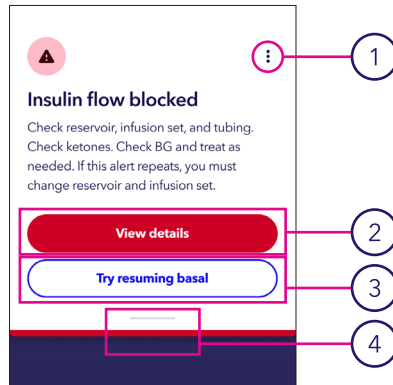 1
Insulin flow blocked
Check reservoir, infusion set, and tubing.
Check ketones. Check BG and treat as
needed. If this alert repeats, you must
change reservoir and infusion set.
View details
2
Try resuming basal
3
4